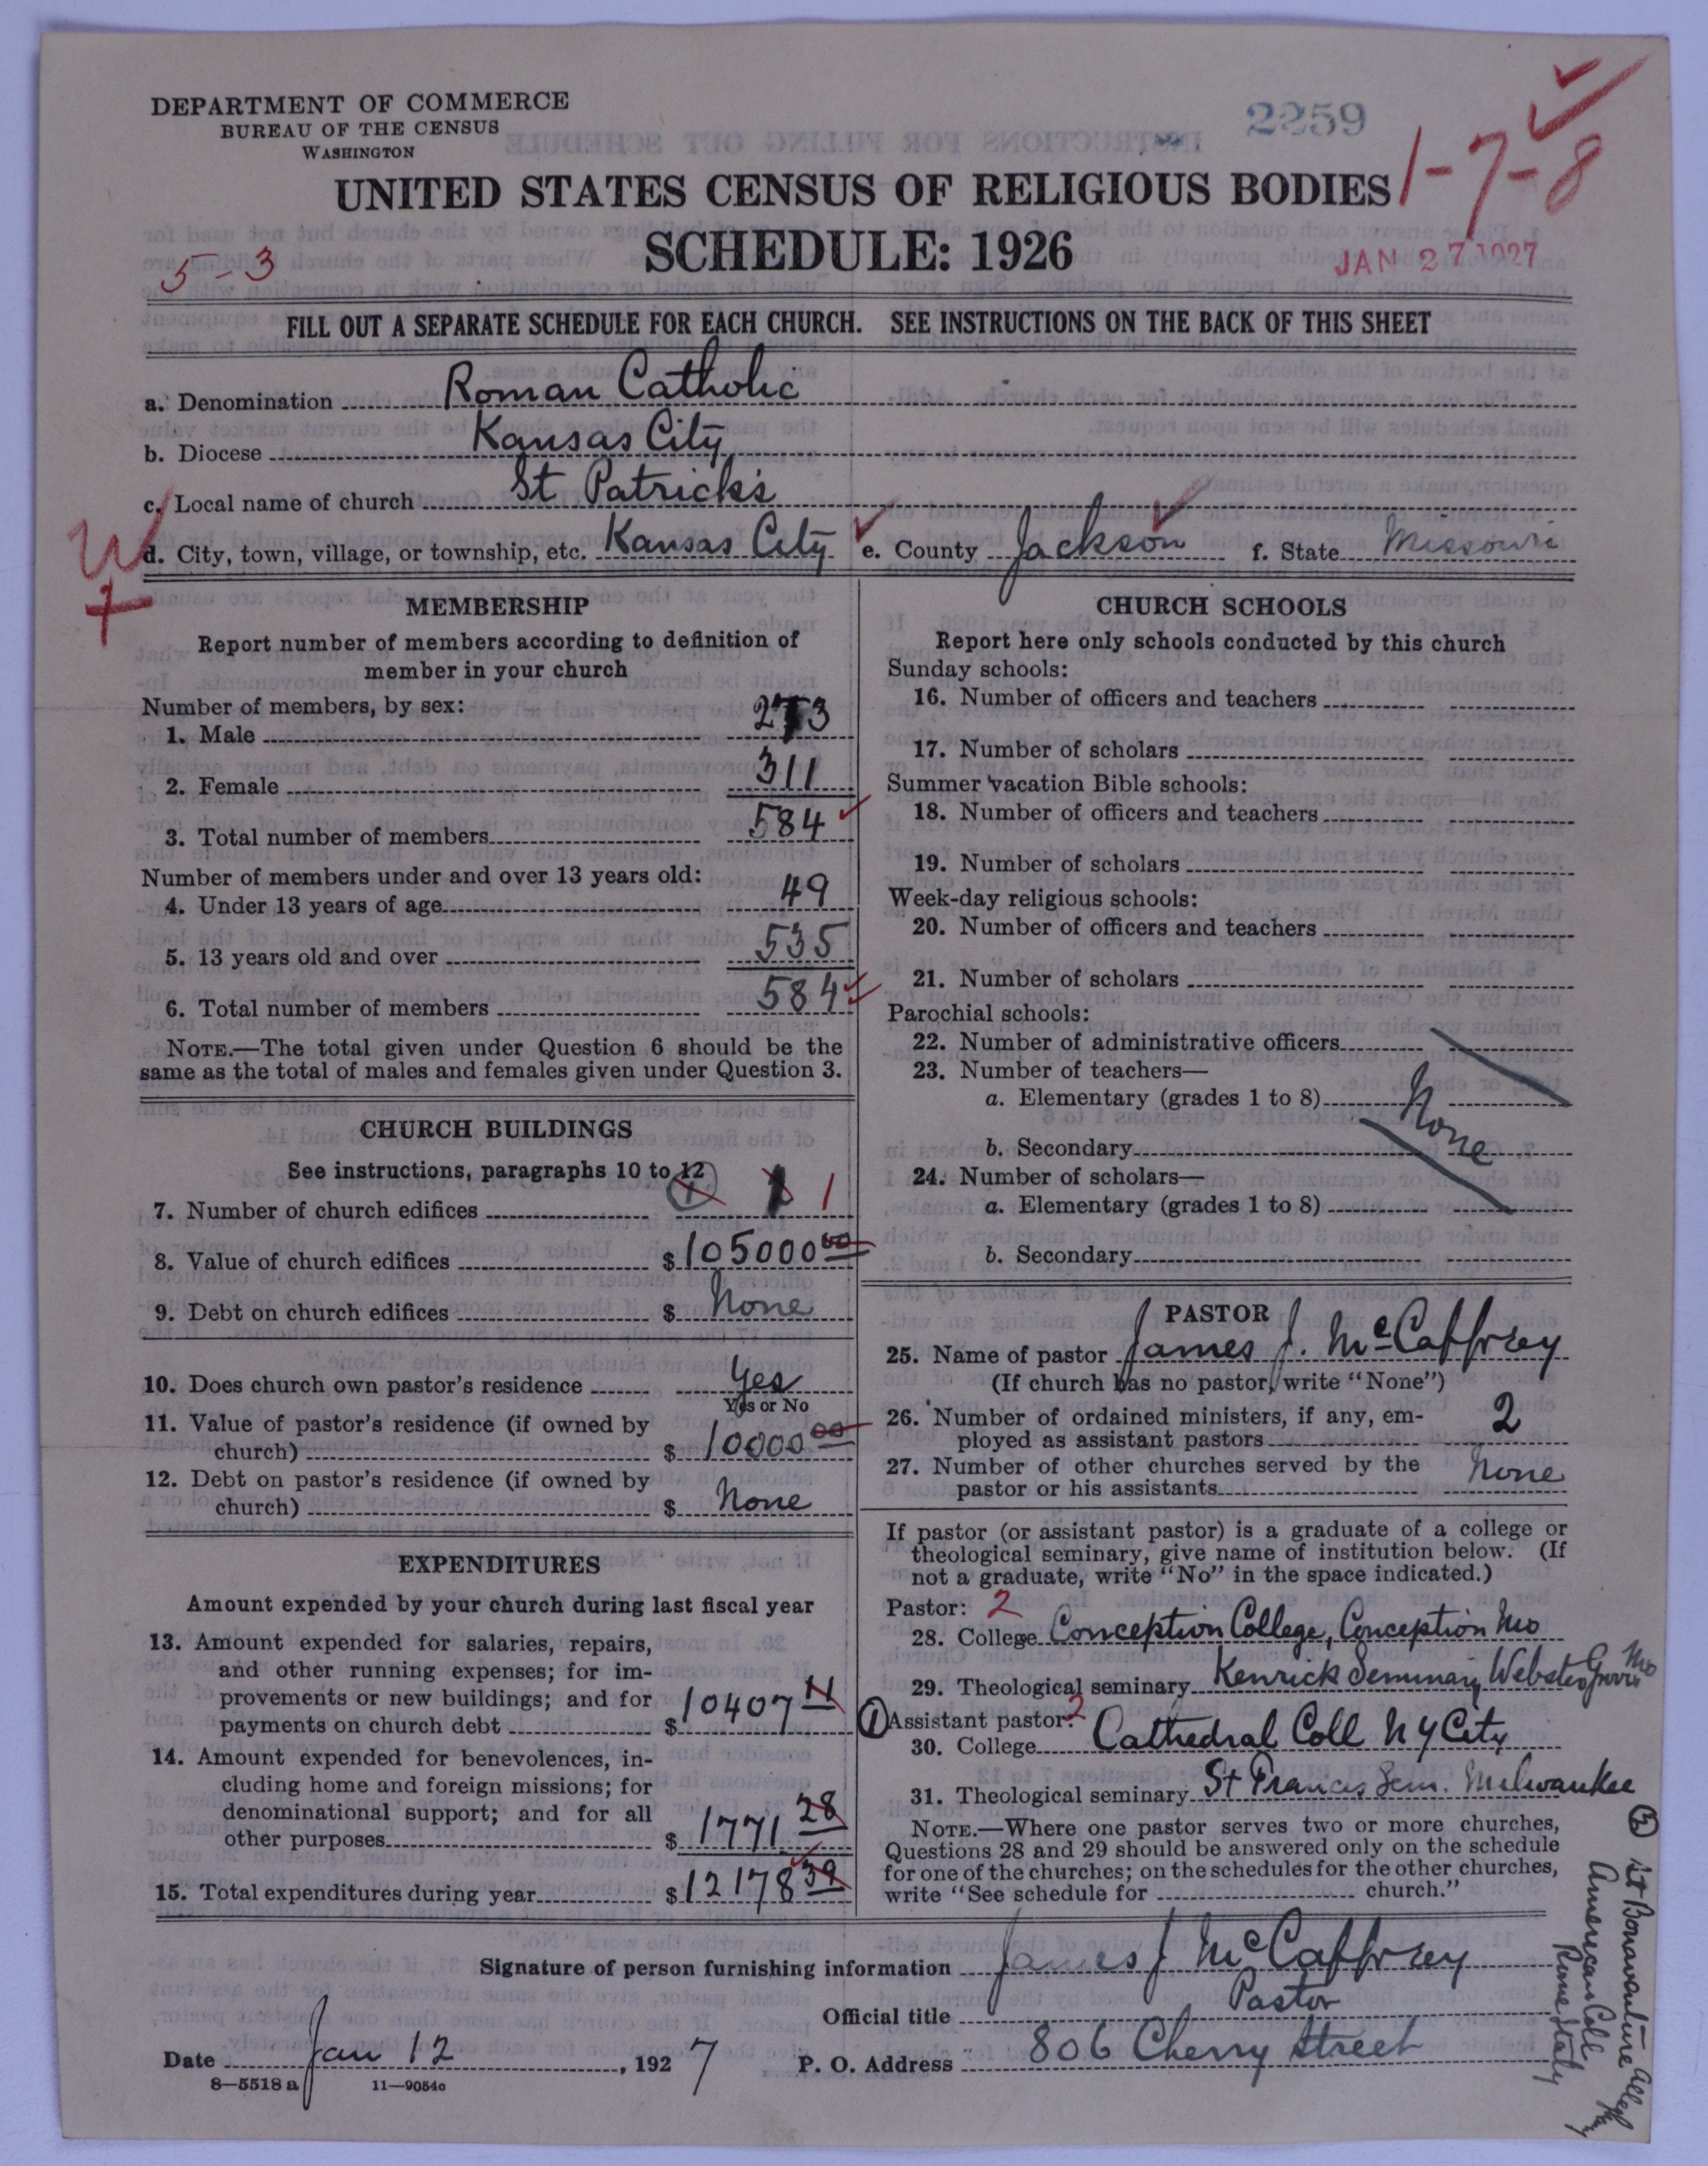 DEPARTMENT OF COMMERCE
BUREAU OF THE CENSUS
WASHINGTON
2259
1-7-8
UNITED STATES CENSUS OF RELIGIOUS BODIES
SCHEDULE: 1926
5-3
JAN 27 1927
FILL OUT A SEPARATE SCHEDULE FOR EACH CHURCH. SEE INSTRUCTIONS ON THE BACK OF THIS SHEET
a. Denomination Roman Catholic
b. Diocese Kansas City
c. Local name of church St Patrick's
d. City, town, village, or township, etc. Kansas City e. County Jackson f. State Missouri
MEMBERSHIP
Report number of members according to definition of
member in your church
Number of members, by sex:
1. Male 273
2. Female 311
3. Total number of members 584
Number of members under and over 13 years old:
4. Under 13 years of age 49
5. 13 years old and over 535
6. Total number of members 584
NOTE.—The total given under Question 6 should be the
same as the total of males and females given under Question 3.
CHURCH BUILDINGS
See instructions, paragraphs 10 to 12
7. Number of church edifices 1 1
8. Value of church edifices $105000 00
9. Debt on church edifices $ None
10. Does church own pastor's residence Yes
Yes or No
11. Value of pastor's residence (if owned by
church) $ 10000 00
12. Debt on pastor's residence (if owned by
church) $ None
EXPENDITURES
Amount expended by your church during last fiscal year
13. Amount expended for salaries, repairs,
and other running expenses; for im-
provements or new buildings; and for
payments on church debt $ 10407 11
14. Amount expended for benevolences, in-
cluding home and foreign missions; for
denominational support; and for all
other purposes $ 1771 28
15. Total expenditures during year $ 12178 39
CHURCH SCHOOLS
Report here only schools conducted by this church
Sunday schools:
16. Number of officers and teachers
17. Number of scholars
Summer vacation Bible schools:
18. Number of officers and teachers
19. Number of scholars
Week-day religious schools:
20. Number of officers and teachers
21. Number of scholars
Parochial schools:
22. Number of administrative officers
23. Number of teachers—
a. Elementary (grades 1 to 8) None
b. Secondary
24. Number of scholars—
a. Elementary (grades 1 to 8)
b. Secondary
PASTOR
25. Name of pastor James J. McCaffrey
(If church has no pastor, write "None")
26. Number of ordained ministers, if any, em-
ployed as assistant pastors 2
27. Number of other churches served by the
pastor or his assistants None
If pastor (or assistant pastor) is a graduate of a college or
theological seminary, give name of institution below. (If
not a graduate, write "No" in the space indicated.)
Pastor: 2
28. College Conception College, Conception Mo
29. Theological seminary Kenrick Seminary Webster Groves Mo
(1) Assistant pastor: 2
30. College Cathedral Coll N Y City
31. Theological seminary St Francis Sem. Milwaukee
NOTE.—Where one pastor serves two or more churches,
Questions 28 and 29 should be answered only on the schedule
for one of the churches; on the schedules for the other churches,
write "See schedule for church."
(2) St Bonaventure
American Coll
Rome Italy
Signature of person furnishing information James J McCaffrey
Official title Pastor
Date Jan 12, 1927 P. O. Address 806 Cherry Street
8—5518 a 11—9054c